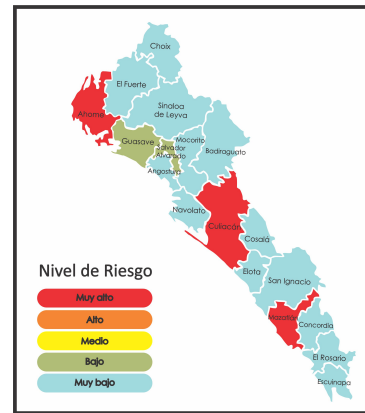 Choix
El Fuerte
Sinaloa
de Leyva
Ahome
Guasave
Mocorito
Salvador
Alvarado
Badiraguato
Angostura
Navolato
Culiacán
Cosalá
Elota
San Ignacio
Mazatlán
Concordia
El Rosario
Escuinapa
Nivel de Riesgo
Muy alto
Alto
Medio
Bajo
Muy bajo